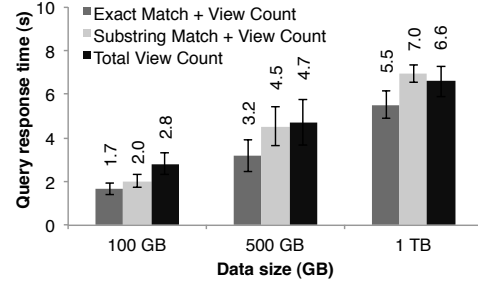 10
Exact Match + View Count
Substring Match + View Count
Total View Count
8
6
4
2
0
Query response time (s)
1.7
2.0
2.8
3.2
4.5
4.7
5.5
7.0
6.6
100 GB
500 GB
1 TB
Data size (GB)